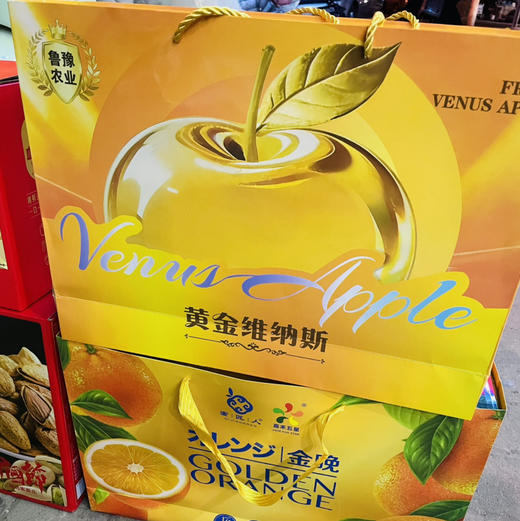 鲁豫
农业
FR
VENUS AP
Venus Apple
黄金维纳斯
オレンジ|金晚
GOLDEN
ORANGE